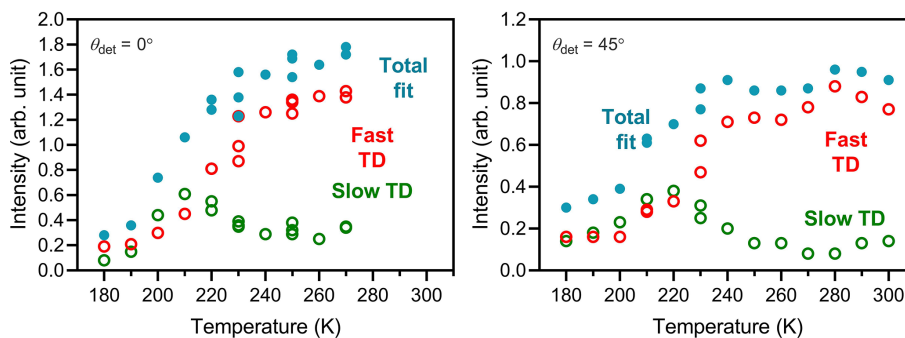 θdet = 0°
Total
fit
Fast
TD
Slow TD
Intensity (arb. unit)
2.0
1.8
1.6
1.4
1.2
1.0
0.8
0.6
0.4
0.2
0.0
180 200 220 240 260 280 300
Temperature (K)
θdet = 45°
Total
fit
Fast
TD
Slow TD
Intensity (arb. unit)
1.2
1.0
0.8
0.6
0.4
0.2
0.0
180 200 220 240 260 280 300
Temperature (K)